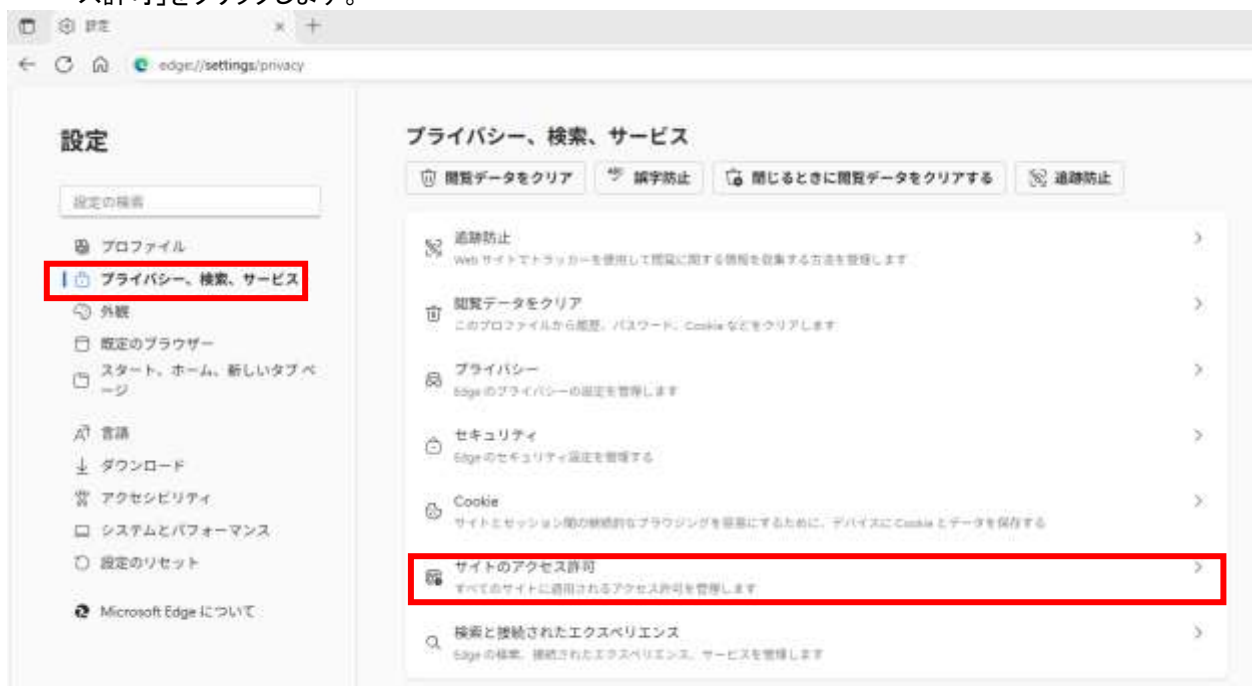 ス許可」をクリックします。
設定
edge://settings/privacy
設定
設定の検索
プロファイル
プライバシー、検索、サービス
外観
既定のブラウザー
スタート、ホーム、新しいタブ ペ
ージ
言語
ダウンロード
アクセシビリティ
システムとパフォーマンス
設定のリセット
Microsoft Edge について
プライバシー、検索、サービス
閲覧データをクリア
誤字防止
閉じるときに閲覧データをクリアする
追跡防止
追跡防止
Web サイトでトラッカーを使用して閲覧に関する情報を収集する方法を管理します
閲覧データをクリア
このプロファイルから履歴、パスワード、Cookie などをクリアします
プライバシー
Edge のプライバシーの設定を管理します
セキュリティ
Edge のセキュリティ設定を管理する
Cookie
サイトとセッション間の継続的なブラウジングを容易にするために、デバイスに Cookie とデータを保存する
サイトのアクセス許可
すべてのサイトに適用されるアクセス許可を管理します
検索と接続されたエクスペリエンス
Edge の検索、接続されたエクスペリエンス、サービスを管理します